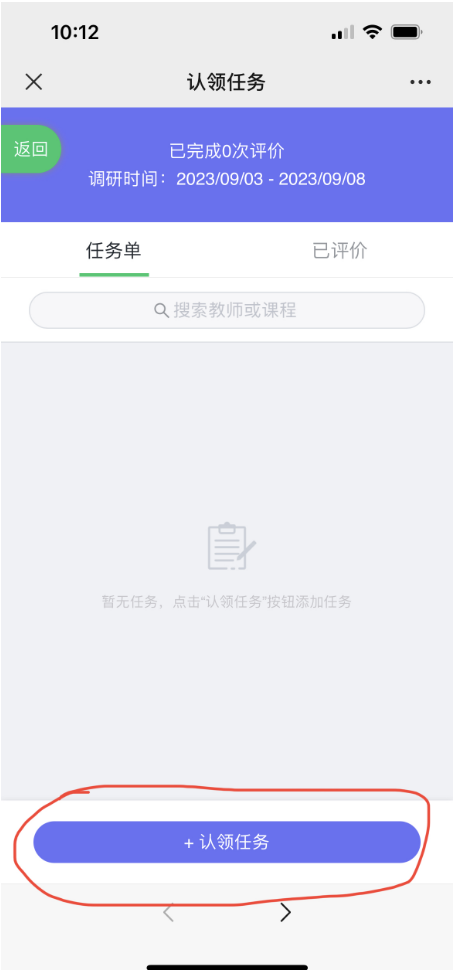 10:12
认领任务
返回
已完成0次评价
调研时间：2023/09/03 - 2023/09/08
任务单
已评价
搜索教师或课程
暂无任务，点击“认领任务”按钮添加任务
+ 认领任务